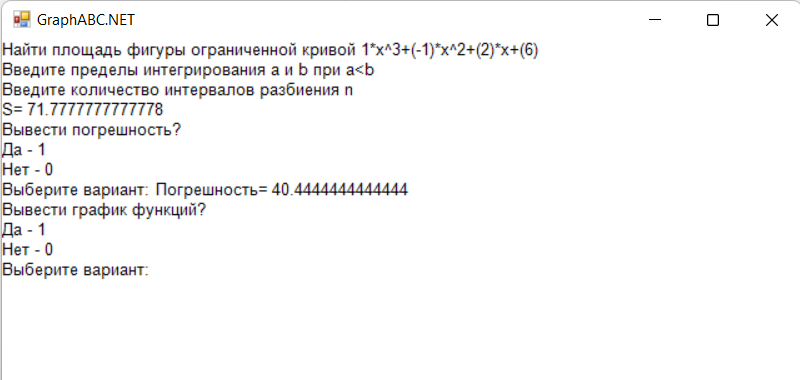 GraphABC.NET
Найти площадь фигуры ограниченной кривой 1*x^3+(-1)*x^2+(2)*x+(6)
Введите пределы интегрирования a и b при a<b
Введите количество интервалов разбиения n
S= 71.7777777777778
Вывести погрешность?
Да - 1
Нет - 0
Выберите вариант: Погрешность= 40.4444444444444
Вывести график функций?
Да - 1
Нет - 0
Выберите вариант: